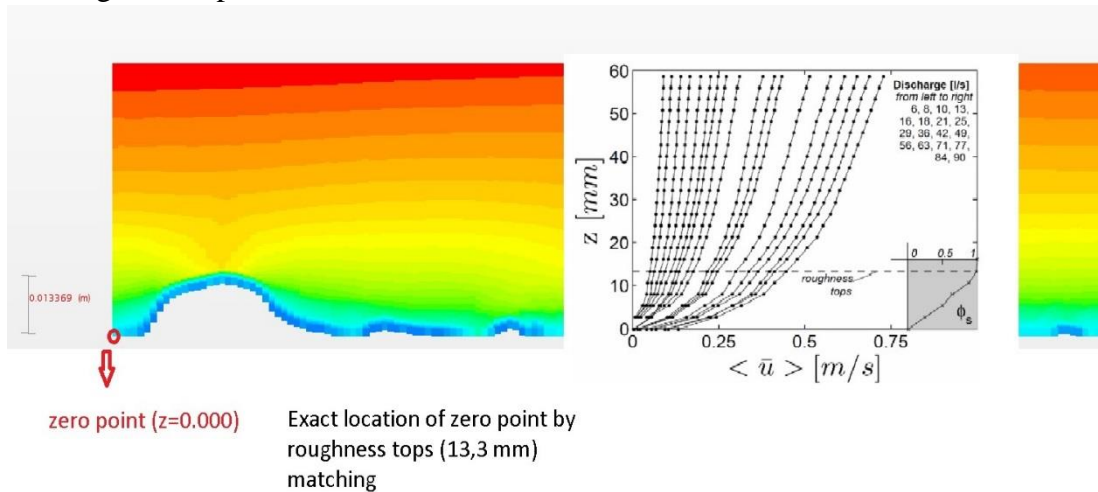 60
50
40
30
20
10
0
z [mm]
0
0.25
0.5
0.75
< ū > [m/s]
Discharge [l/s]
from left to right
6, 8, 10, 13,
16, 18, 21, 25,
29, 36, 42, 49,
56, 63, 71, 77,
84, 90
0 0.5 1
roughness
tops
ϕs
0.013369 (m)
zero point (z=0.000)
Exact location of zero point by
roughness tops (13,3 mm)
matching